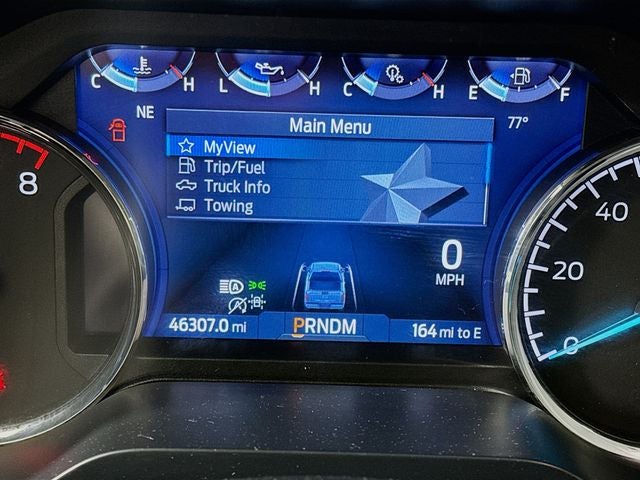 C H L H C H E F
NE 77°
Main Menu
MyView
Trip/Fuel
Truck Info
Towing
8
40
20
0
0
MPH
A
A
46307.0 mi PRNDM 164 mi to E